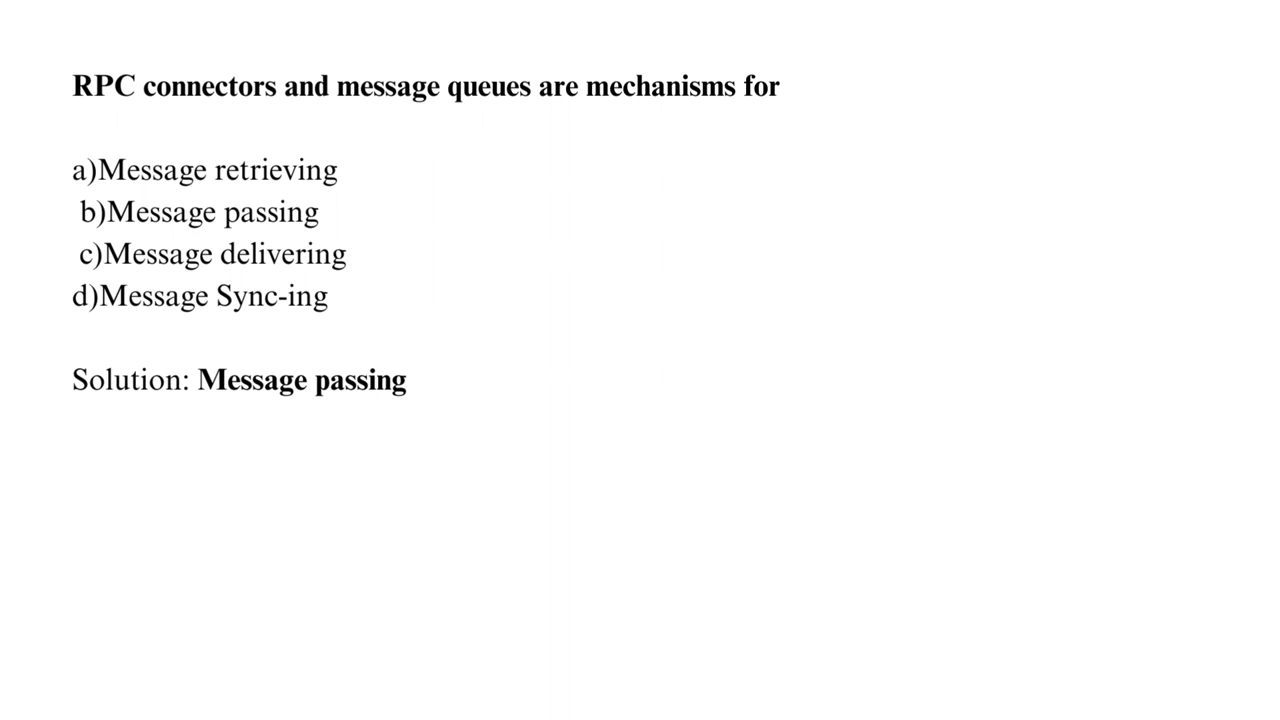 RPC connectors and message queues are mechanisms for
a)Message retrieving
b)Message passing
c)Message delivering
d)Message Sync-ing
Solution: Message passing